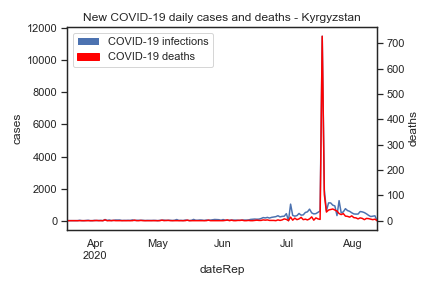 New COVID-19 daily cases and deaths - Kyrgyzstan
COVID-19 infections
COVID-19 deaths
12000
10000
8000
6000
4000
2000
0
cases
700
600
500
400
300
200
100
0
deaths
Apr
2020
May
Jun
Jul
Aug
dateRep